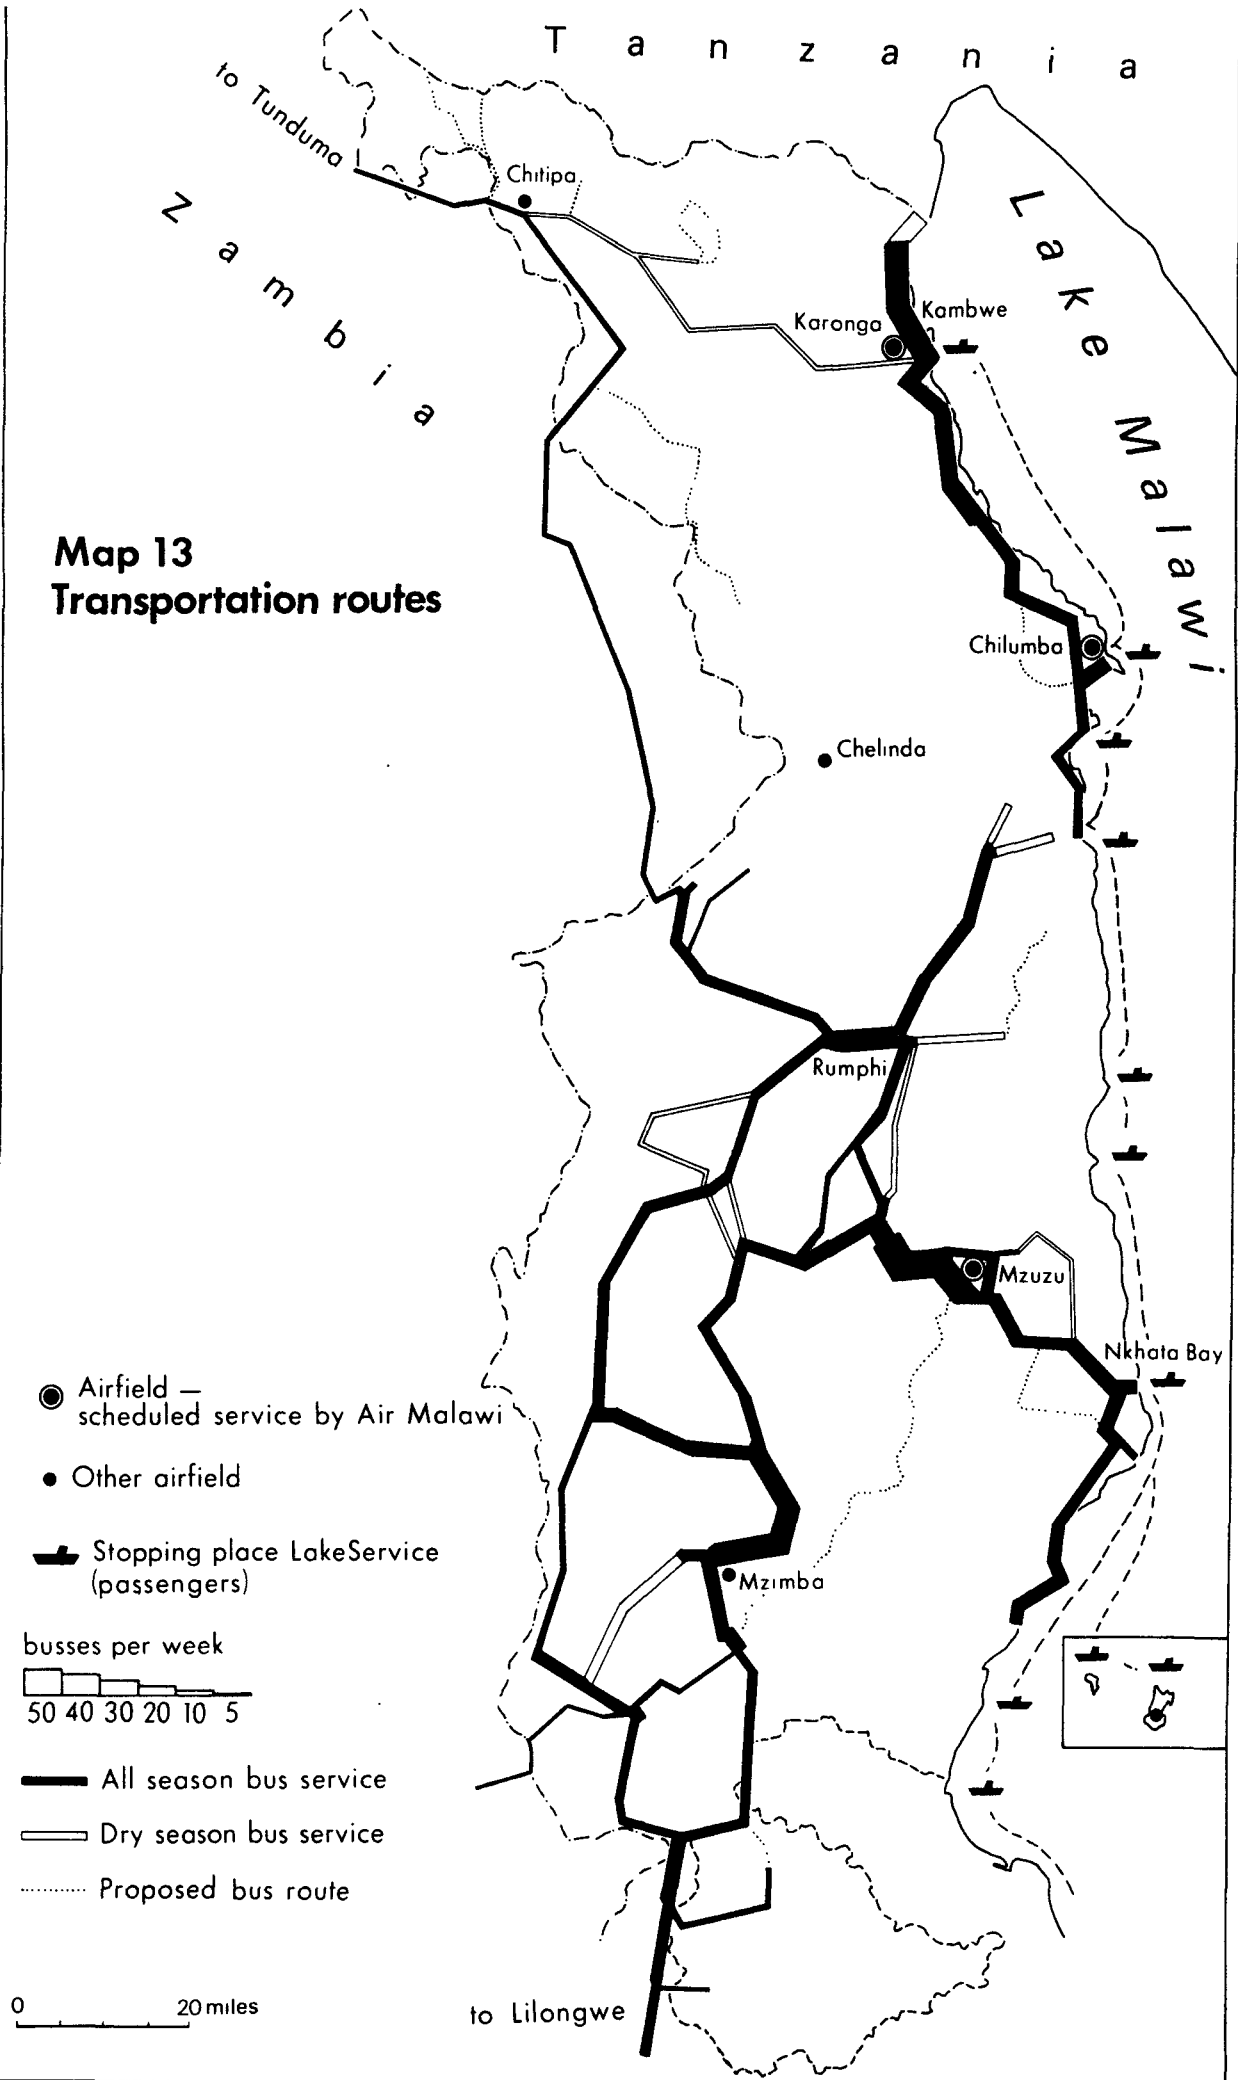 Tanzania
to Tunduma
Chitipa
Zambia
Lake Malawi
Karonga
Kambwe
Map 13
Transportation routes
Chilumba
Chelinda
Rumphi
Mzuzu
Nkhata Bay
Airfield —
scheduled service by Air Malawi
Other airfield
Stopping place LakeService
(passengers)
Mzimba
busses per week
50 40 30 20 10 5
All season bus service
Dry season bus service
Proposed bus route
0 20 miles
to Lilongwe